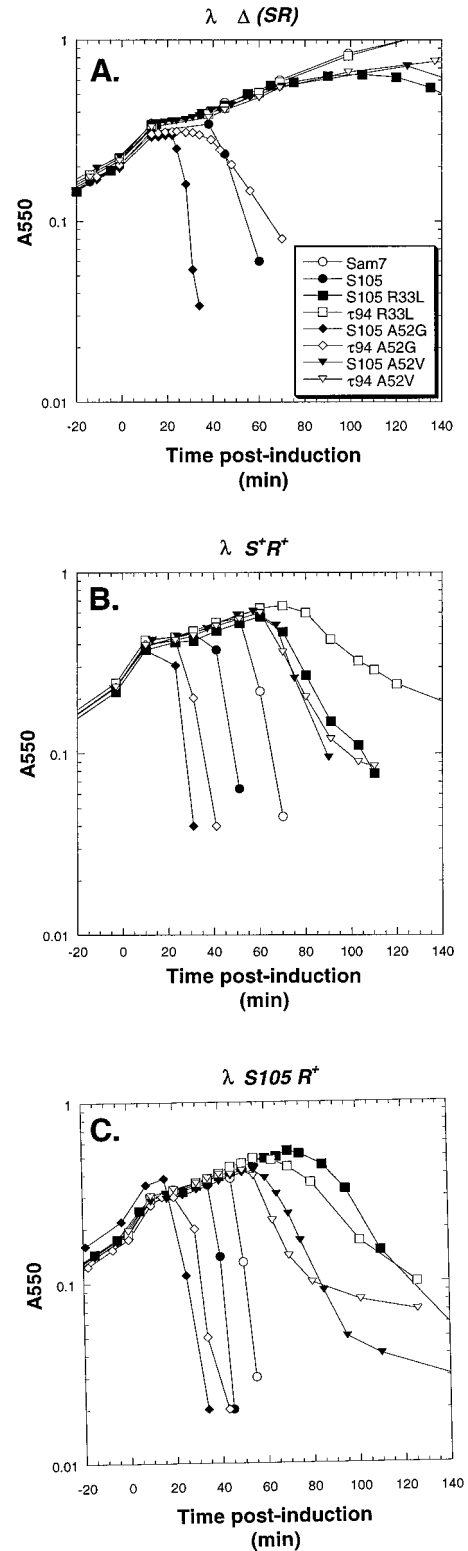 λ Δ (SR)
A.
1
0.1
0.01
A550
Sam7
S105
S105 R33L
τ94 R33L
S105 A52G
τ94 A52G
S105 A52V
τ94 A52V
-20 0 20 40 60 80 100 120 140
Time post-induction
(min)
λ S⁺R⁺
B.
1
0.1
0.01
A550
-20 0 20 40 60 80 100 120 140
Time post-induction
(min)
λ S105 R⁺
C.
1
0.1
0.01
A550
-20 0 20 40 60 80 100 120 140
Time post-induction
(min)